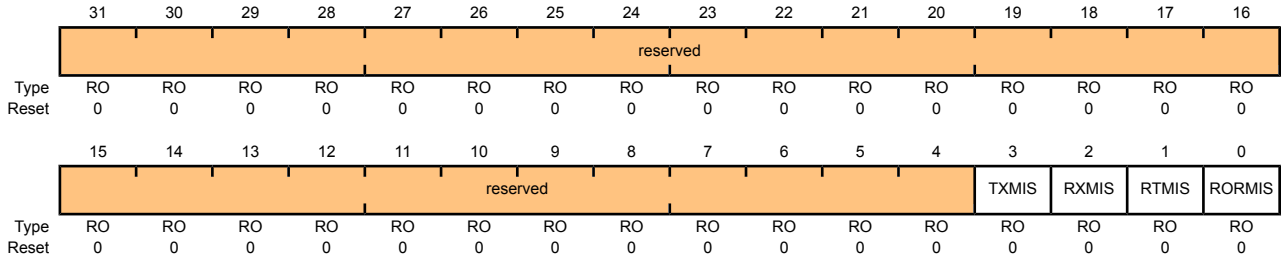 31 30 29 28 27 26 25 24 23 22 21 20 19 18 17 16
reserved
Type RO RO RO RO RO RO RO RO RO RO RO RO RO RO RO RO
Reset 0 0 0 0 0 0 0 0 0 0 0 0 0 0 0 0
15 14 13 12 11 10 9 8 7 6 5 4 3 2 1 0
reserved TXMIS RXMIS RTMIS RORMIS
Type RO RO RO RO RO RO RO RO RO RO RO RO RO RO RO RO
Reset 0 0 0 0 0 0 0 0 0 0 0 0 0 0 0 0